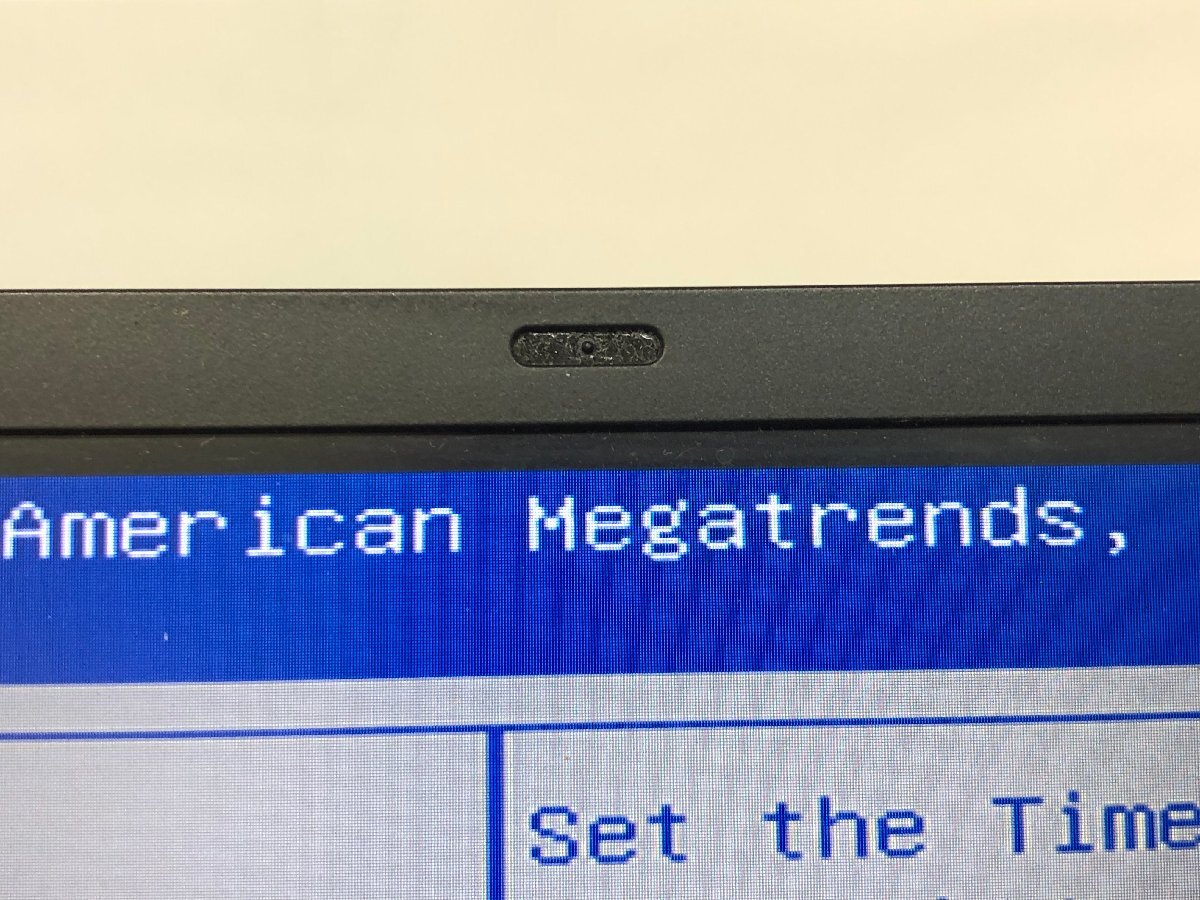 American Megatrends,
Set the Time